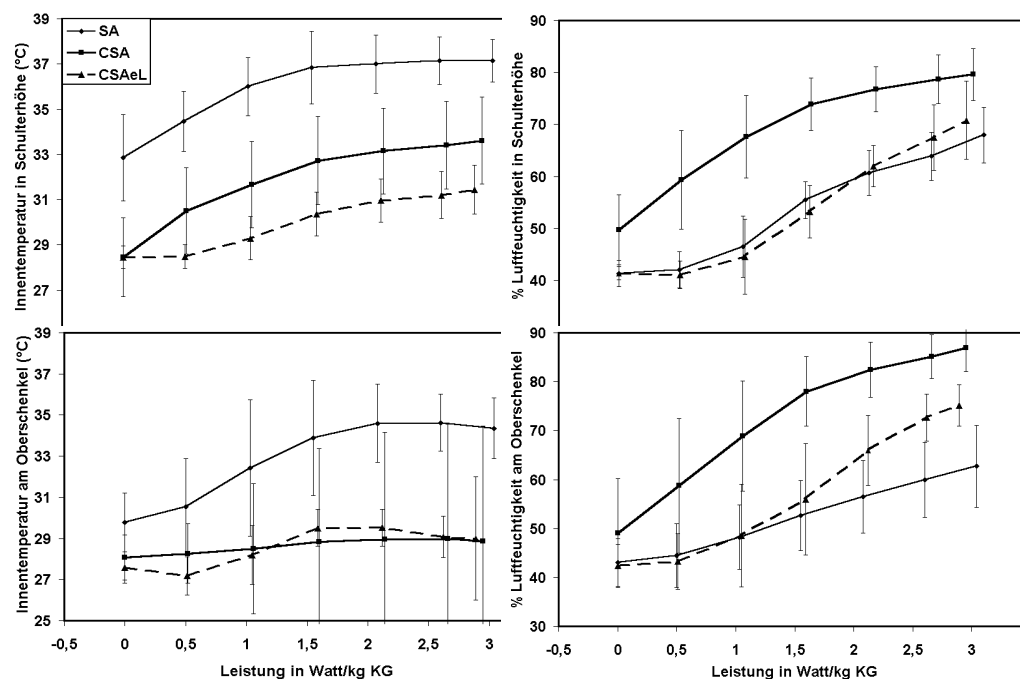 39
37
35
33
31
29
27
Innentemperatur in Schulterhöhe (°C)
SA
CSA
CSAeL
90
80
70
60
50
40
% Luftfeuchtigkeit in Schulterhöhe
39
37
35
33
31
29
27
25
Innentemperatur am Oberschenkel (°C)
-0,5 0 0,5 1 1,5 2 2,5 3
Leistung in Watt/kg KG
90
80
70
60
50
40
30
% Luftfeuchtigkeit am Oberschenkel
-0,5 0 0,5 1 1,5 2 2,5 3
Leistung in Watt/kg KG